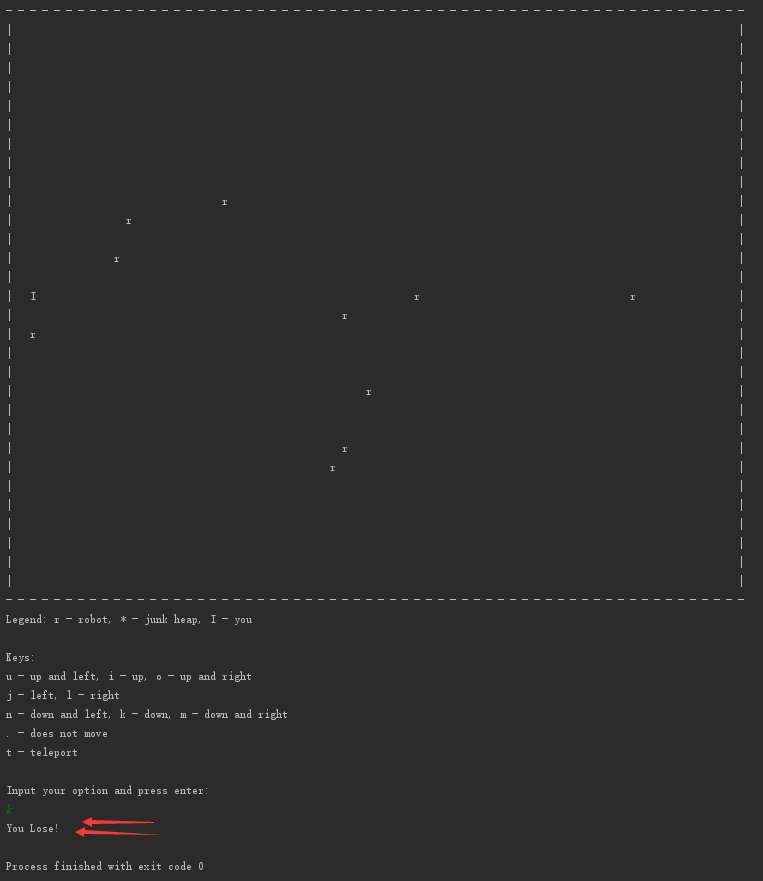 r
r
r
I r r
r
r
r
r
r
Legend: r - robot, * - junk heap, I - you
Keys:
u - up and left, i - up, o - up and right
j - left, l - right
n - down and left, k - down, m - down and right
. - does not move
t - teleport
Input your option and press enter:
k
You Lose!
Process finished with exit code 0